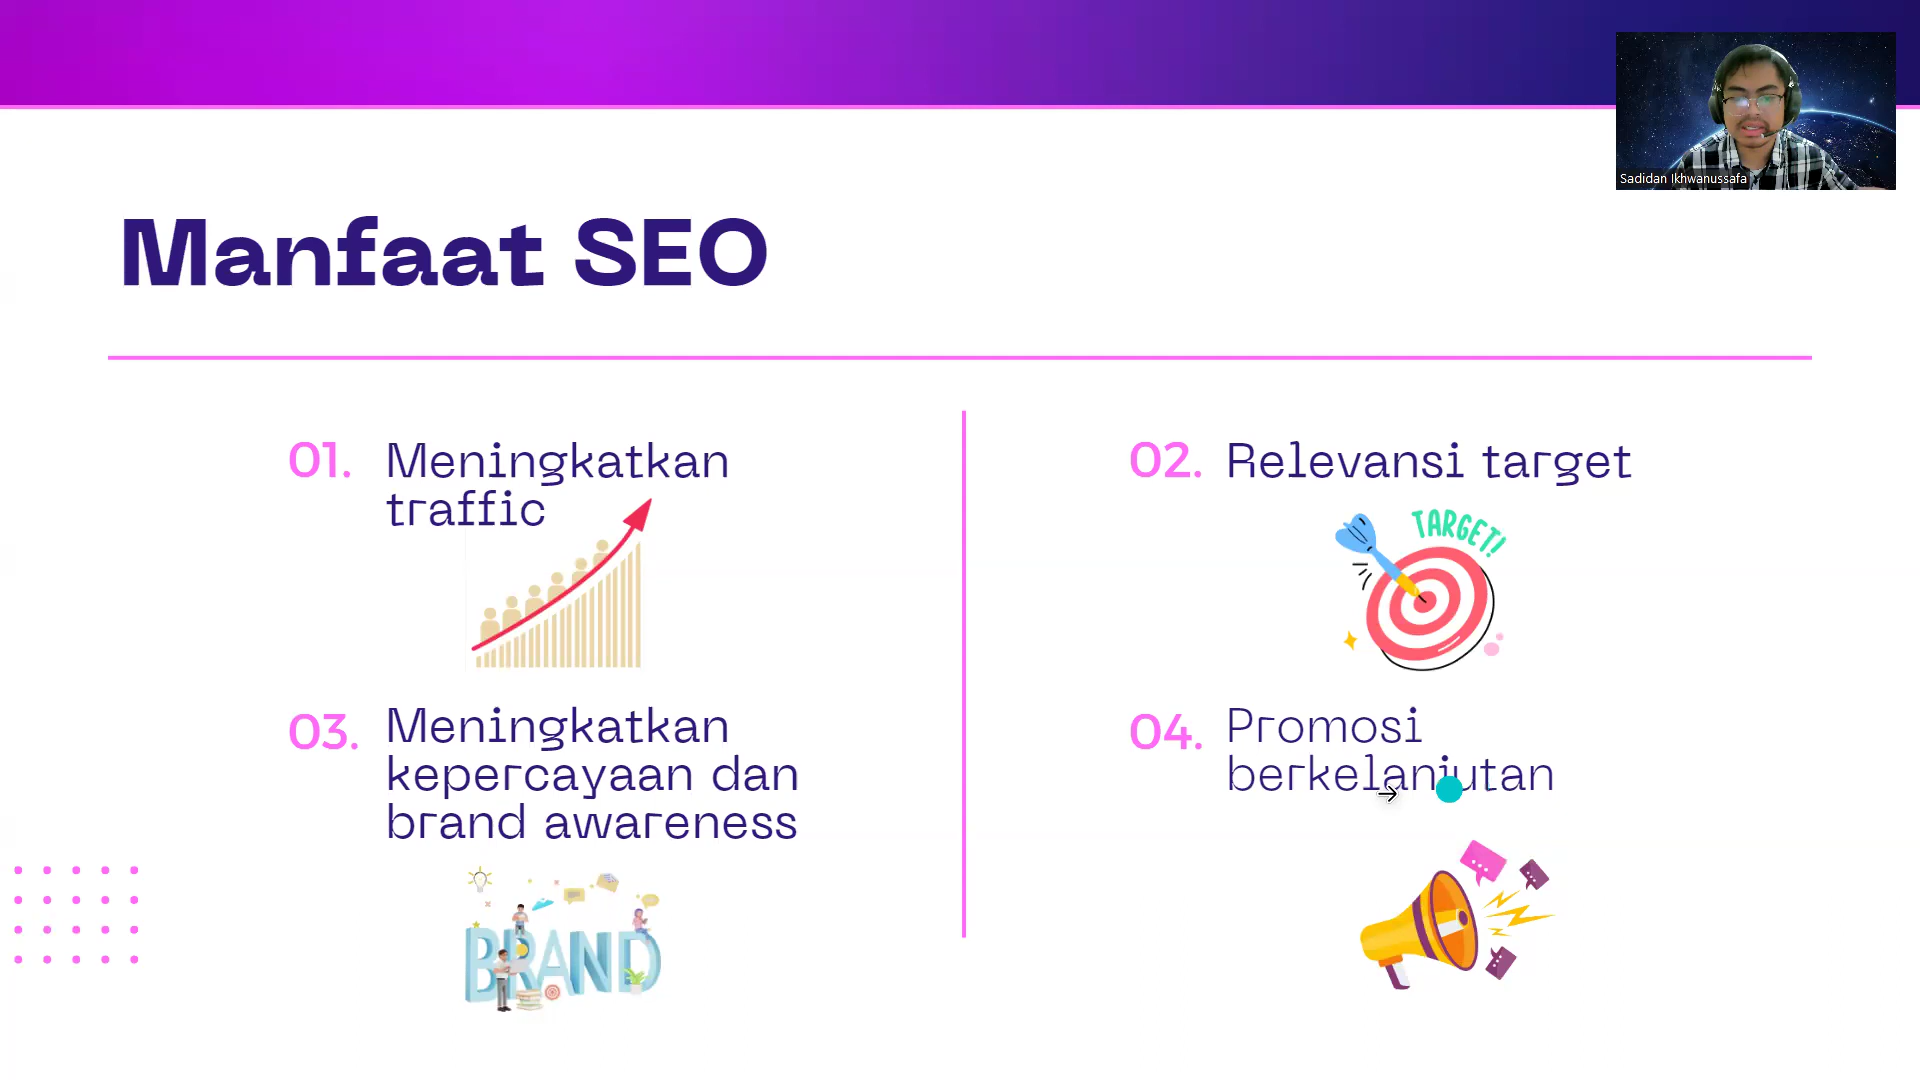 Sadidan Ikhwanussafa
Manfaat SEO
01. Meningkatkan
traffic
02. Relevansi target
TARGET!
03. Meningkatkan
kepercayaan dan
brand awareness
04. Promosi
berkelanjutan
BRAND